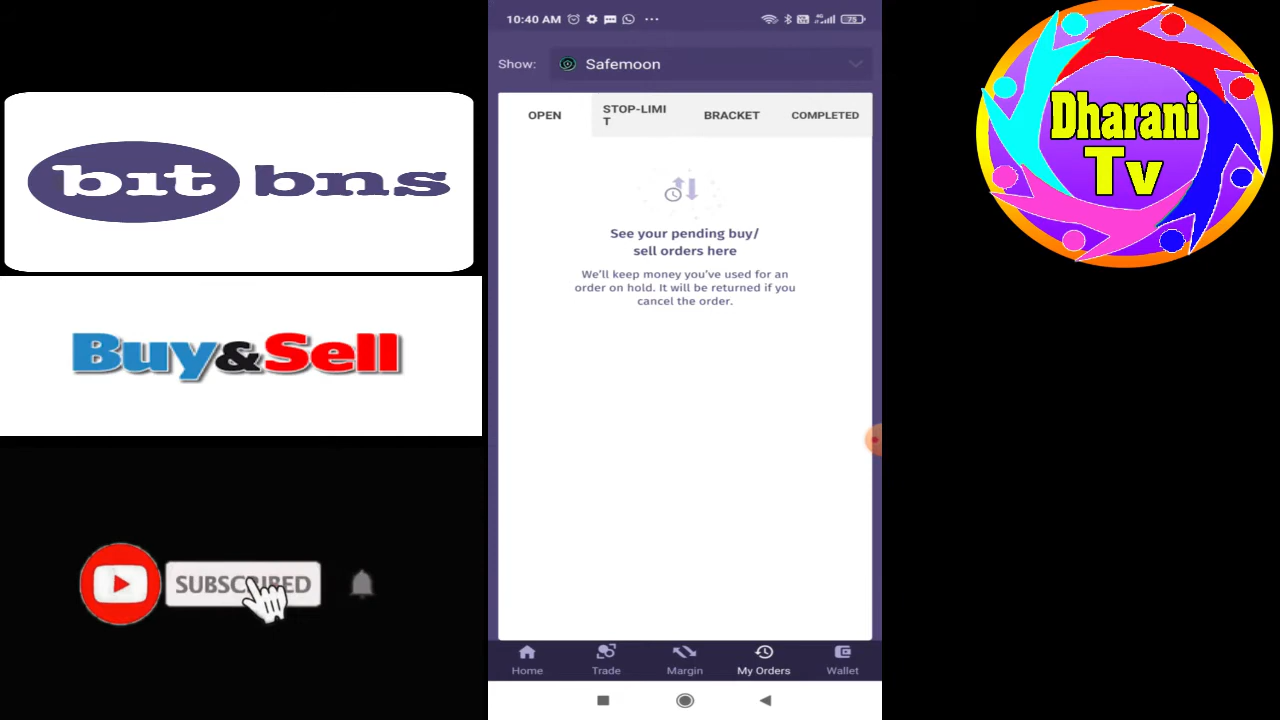 bit bns
Buy&Sell
SUBSCRIBED
10:40 AM
4G
75
Show: Safemoon
OPEN
STOP-LIMI
T
BRACKET
COMPLETED
See your pending buy/
sell orders here
We'll keep money you've used for an
order on hold. It will be returned if you
cancel the order.
Home
Trade
Margin
My Orders
Wallet
Dharani
Tv